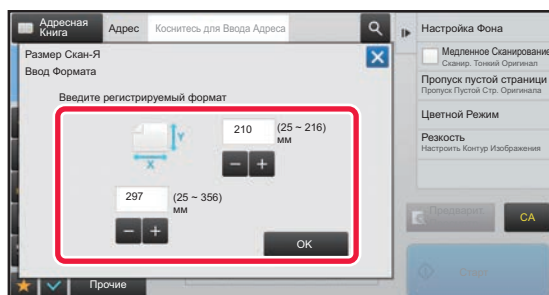 Адресная
Книга
Адрес
Коснитесь для Ввода Адреса
Размер Скан-Я
Ввод Формата
Введите регистрируемый формат
Y
X
210
(25 ~ 216)
мм
297
(25 ~ 356)
мм
OK
Прочие
Настройка Фона
Медленное Сканирование
Сканир. Тонкий Оригинал
Пропуск пустой страници
Пропуск Пустой Стр. Оригинала
Цветной Режим
Резкость
Настроить Контур Изображения
Предварит.
CA
Старт